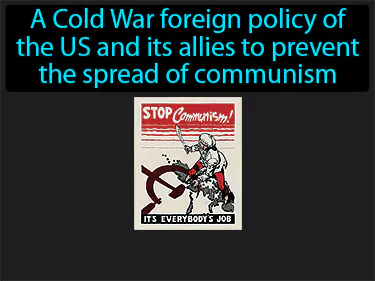 A Cold War foreign policy of
the US and its allies to prevent
the spread of communism
STOP Communism!
IT'S EVERYBODY'S JOB